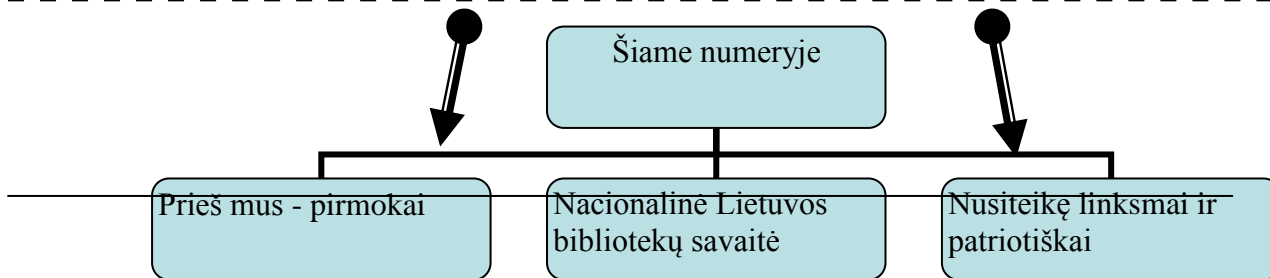 Šiame numeryje
Prieš mus - pirmokai
Nacionalinė Lietuvos
bibliotekų savaitė
Nusiteikę linksmai ir
patriotiškai